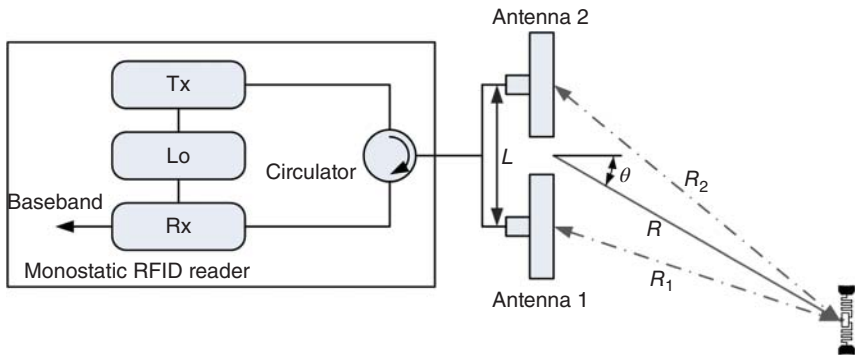 Antenna 2
Tx
Lo
Circulator
L
θ
R₂
Baseband
Rx
R
Monostatic RFID reader
R₁
Antenna 1